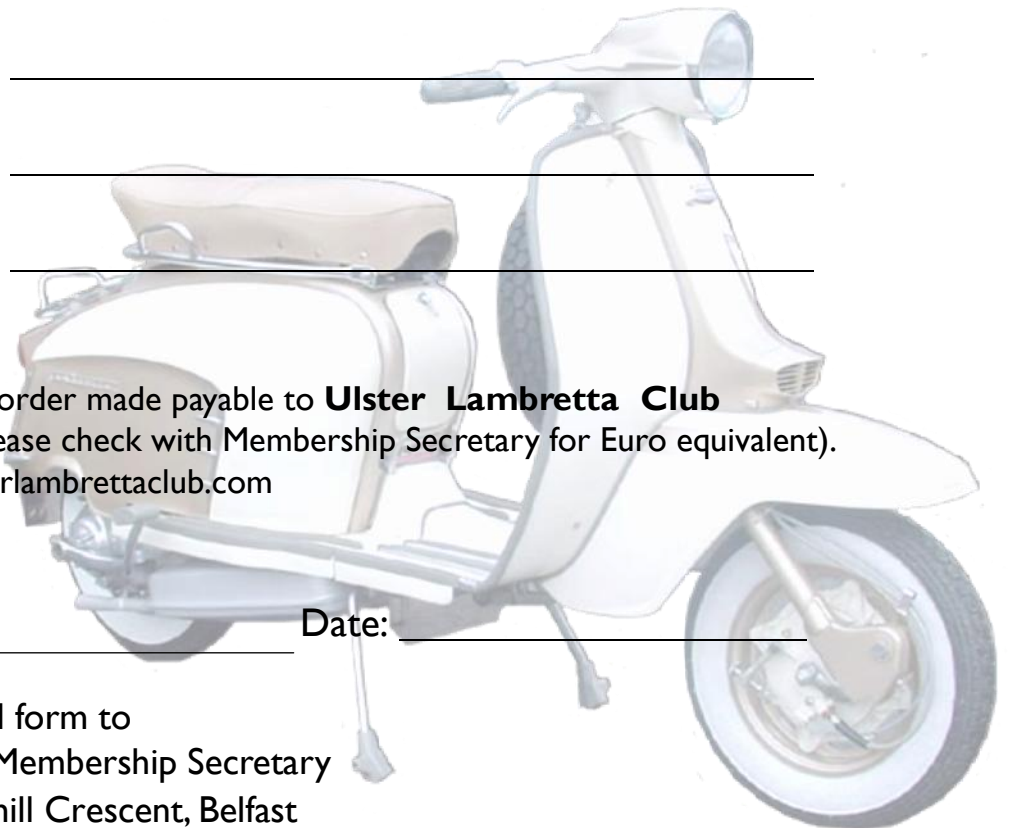 order made payable to Ulster Lambretta Club
ease check with Membership Secretary for Euro equivalent).
rlambrettaclub.com
Date:
form to
Membership Secretary
hill Crescent, Belfast